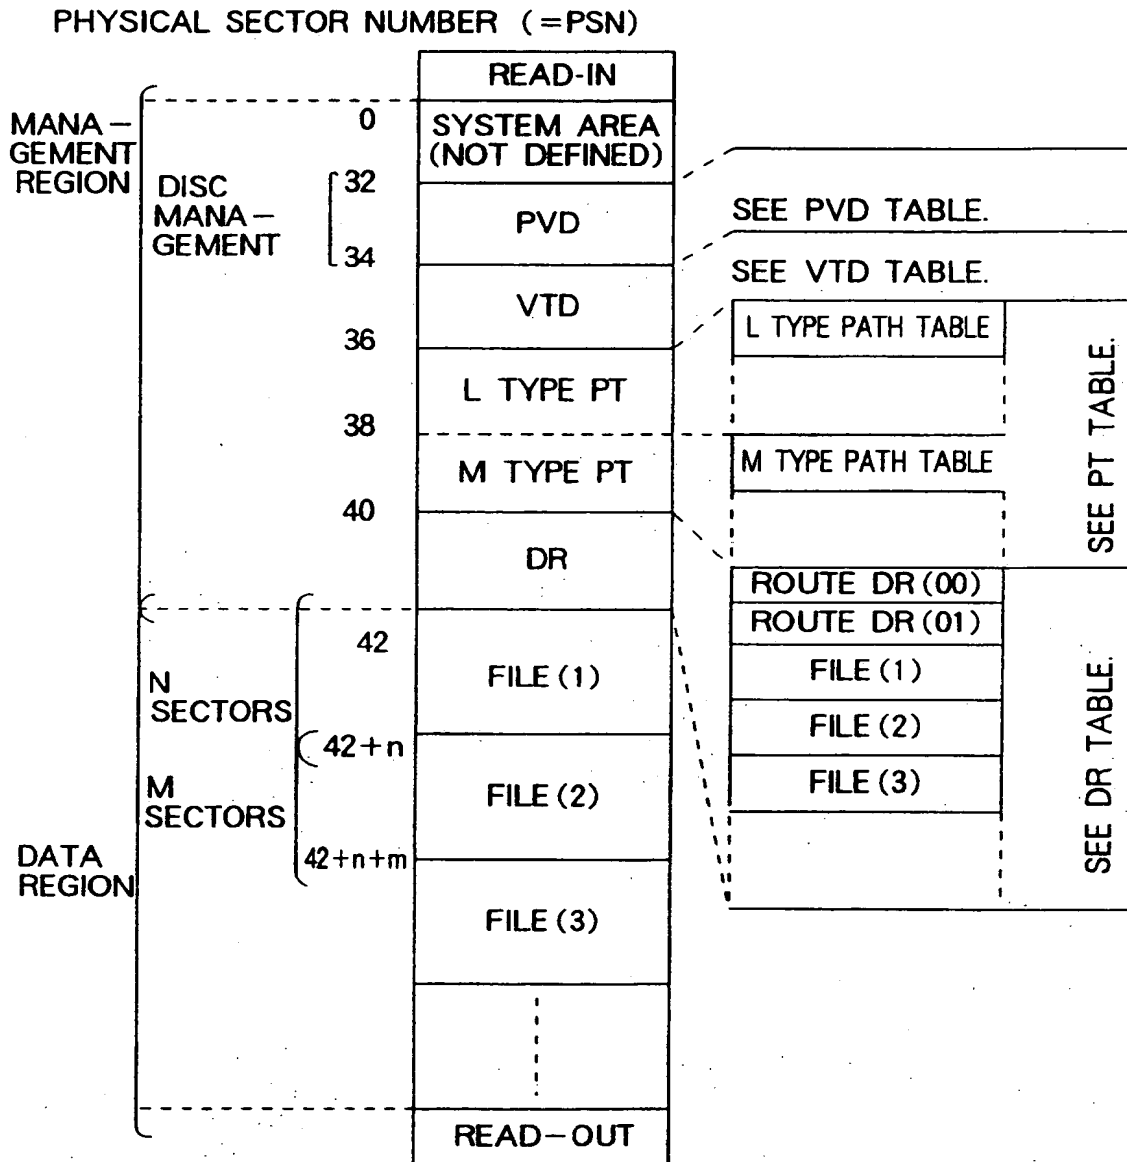 PHYSICAL SECTOR NUMBER (=PSN)
READ-IN
0
SYSTEM AREA
(NOT DEFINED)
MANA-
GEMENT
REGION
DISC
MANA-
GEMENT
32
PVD
34
VTD
36
L TYPE PT
38
M TYPE PT
40
DR
SEE PVD TABLE.
SEE VTD TABLE.
L TYPE PATH TABLE
M TYPE PATH TABLE
SEE PT TABLE.
ROUTE DR(00)
ROUTE DR(01)
FILE(1)
FILE(2)
FILE(3)
SEE DR TABLE.
42
N
SECTORS
FILE(1)
42+n
M
SECTORS
FILE(2)
42+n+m
DATA
REGION
FILE(3)
READ-OUT